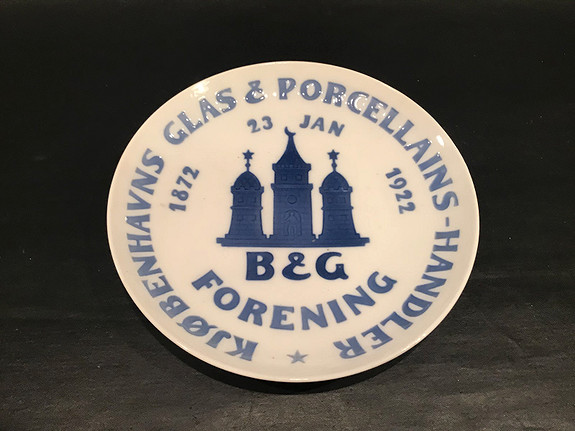 KJØBENHAVNS GLAS & PORCELLAINS-HANDLER
23 JAN
1872
1922
B&G
FORENING